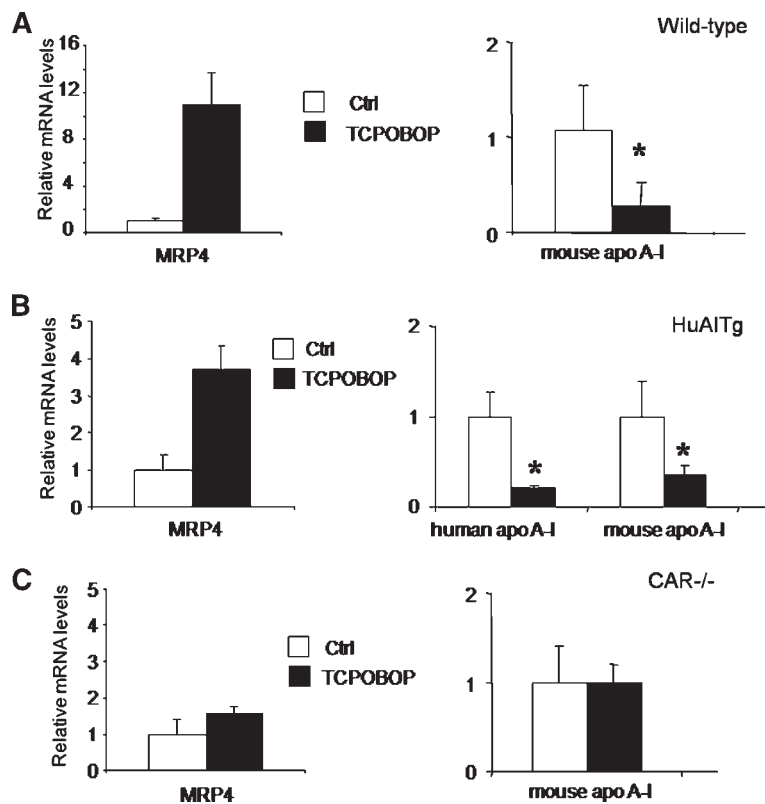 A
Relative mRNA levels
16
12
8
4
0
MRP4
Ctrl
TCPOBOP
Wild-type
2
1
0
*
mouse apo A-I
B
Relative mRNA levels
5
4
3
2
1
0
MRP4
Ctrl
TCPOBOP
HuAITg
2
1
0
*
*
human apo A-I
mouse apo A-I
C
Relative mRNA levels
5
4
3
2
1
0
MRP4
Ctrl
TCPOBOP
CAR-/-
2
1
0
mouse apo A-I